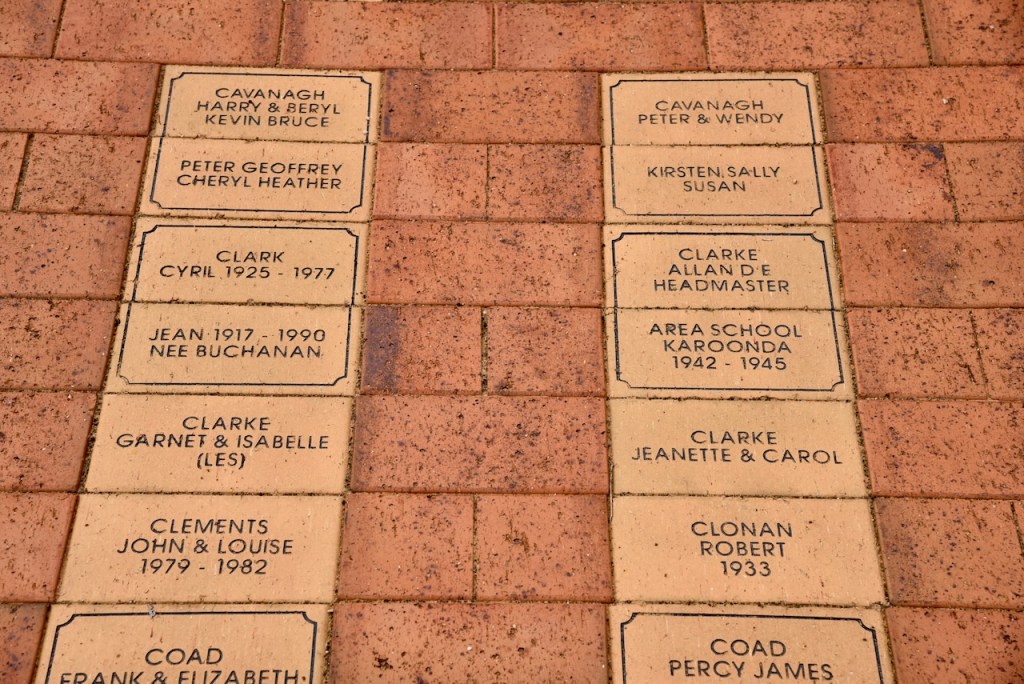 CAVANAGH
HARRY & BERYL
KEVIN BRUCE
PETER GEOFFREY
CHERYL HEATHER
CLARK
CYRIL 1925 - 1977
JEAN 1917 - 1990
NEE BUCHANAN
CLARKE
GARNET & ISABELLE
(LES)
CLEMENTS
JOHN & LOUISE
1979 - 1982
COAD
FRANK & ELIZABETH
CAVANAGH
PETER & WENDY
KIRSTEN, SALLY
SUSAN
CLARKE
ALLAN D E
HEADMASTER
AREA SCHOOL
KAROONDA
1942 - 1945
CLARKE
JEANETTE & CAROL
CLONAN
ROBERT
1933
COAD
PERCY JAMES